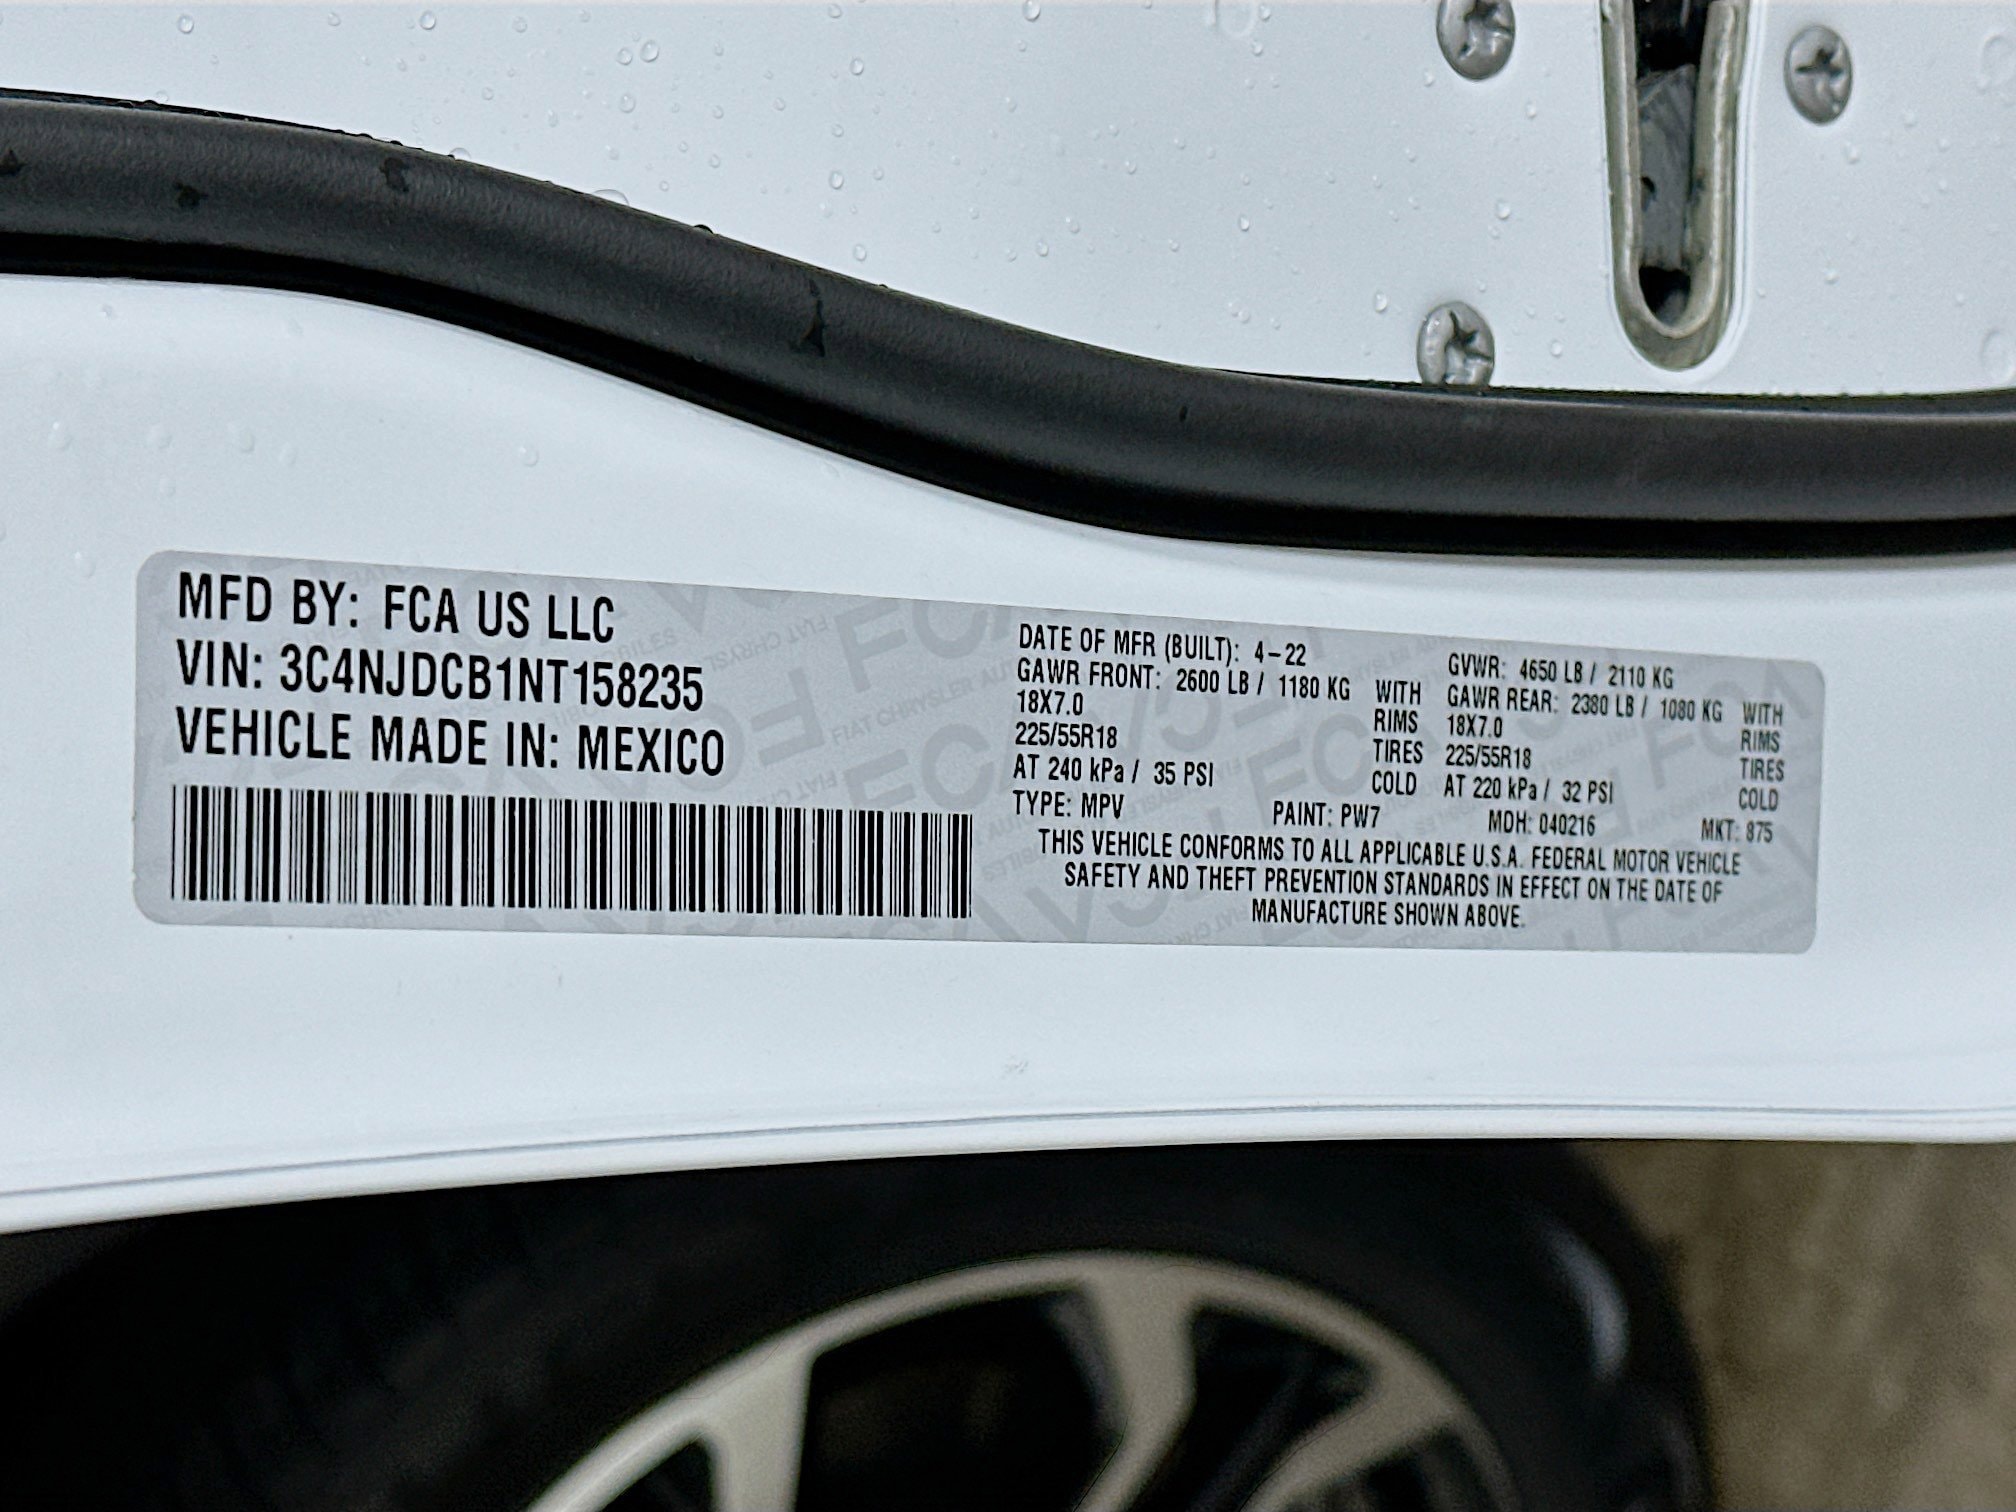 MFD BY: FCA US LLC
VIN: 3C4NJDCB1NT158235
VEHICLE MADE IN: MEXICO
DATE OF MFR (BUILT): 4-22 GVWR: 4650 LB / 2110 KG
GAWR FRONT: 2600 LB / 1180 KG WITH GAWR REAR: 2380 LB / 1080 KG WITH
18X7.0 RIMS 18X7.0 RIMS
225/55R18 TIRES 225/55R18 TIRES
AT 240 kPa / 35 PSI COLD AT 220 kPa / 32 PSI COLD
TYPE: MPV PAINT: PW7 MDH: 040216 MKT: 875
THIS VEHICLE CONFORMS TO ALL APPLICABLE U.S.A. FEDERAL MOTOR VEHICLE
SAFETY AND THEFT PREVENTION STANDARDS IN EFFECT ON THE DATE OF
MANUFACTURE SHOWN ABOVE.